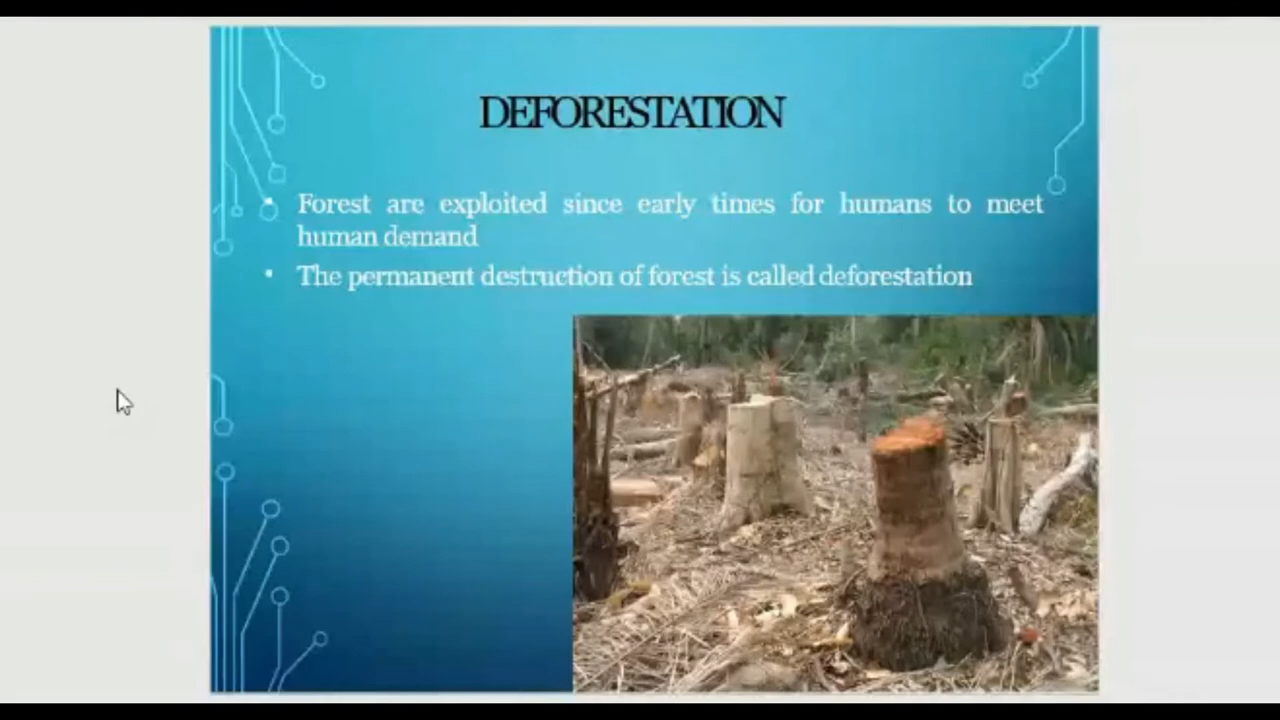 DEFORESTATION
• Forest are exploited since early times for humans to meet
human demand
• The permanent destruction of forest is called deforestation